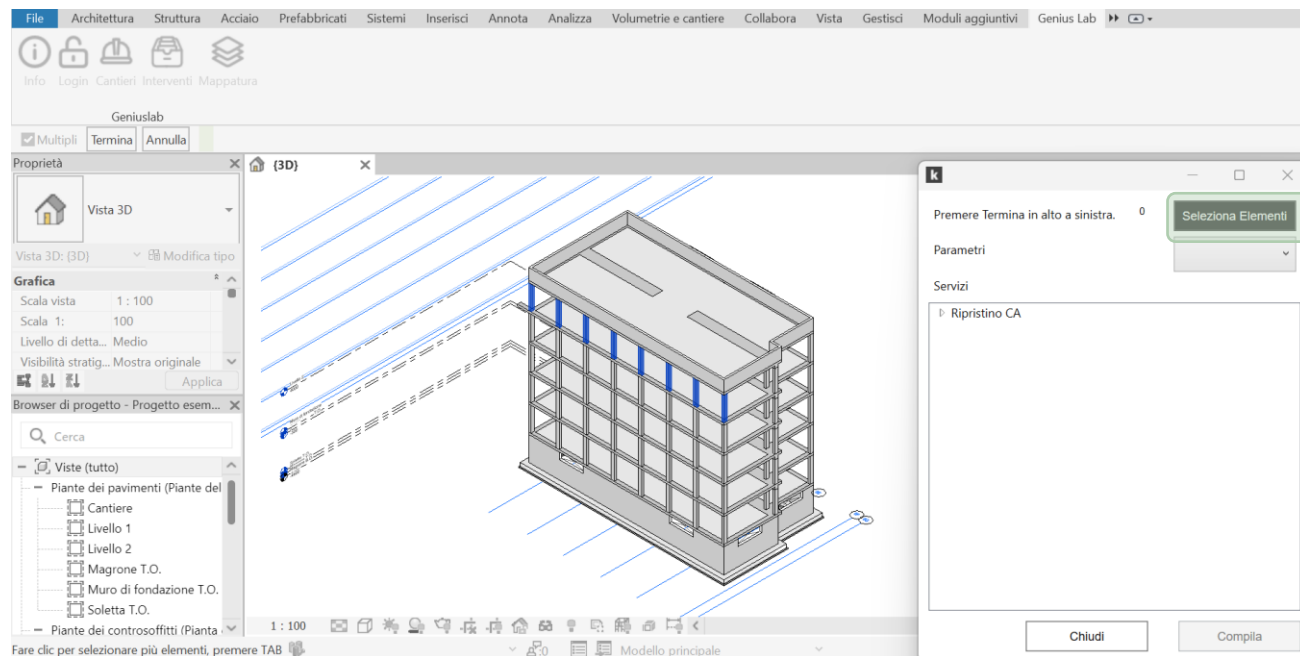 File Architettura Struttura Acciaio Prefabbricati Sistemi Inserisci Annota Analizza Volumetrie e cantiere Collabora Vista Gestisci Moduli aggiuntivi Genius Lab
Info Login Cantieri Interventi Mappatura
Geniuslab
Multipli Termina Annulla
Proprietà
Vista 3D
Vista 3D: {3D} Modifica tipo
Grafica
Scala vista 1 : 100
Scala 1: 100
Livello di detta... Medio
Visibilità stratig... Mostra originale
Applica
Browser di progetto - Progetto esem...
Cerca
Viste (tutto)
Piante dei pavimenti (Piante del
Cantiere
Livello 1
Livello 2
Magrone T.O.
Muro di fondazione T.O.
Soletta T.O.
Piante dei controsoffitti (Pianta
Fare clic per selezionare più elementi, premere TAB
{3D}
1 : 100
:0 Modello principale
k
Premere Termina in alto a sinistra. 0 Seleziona Elementi
Parametri
Servizi
Ripristino CA
Chiudi Compila